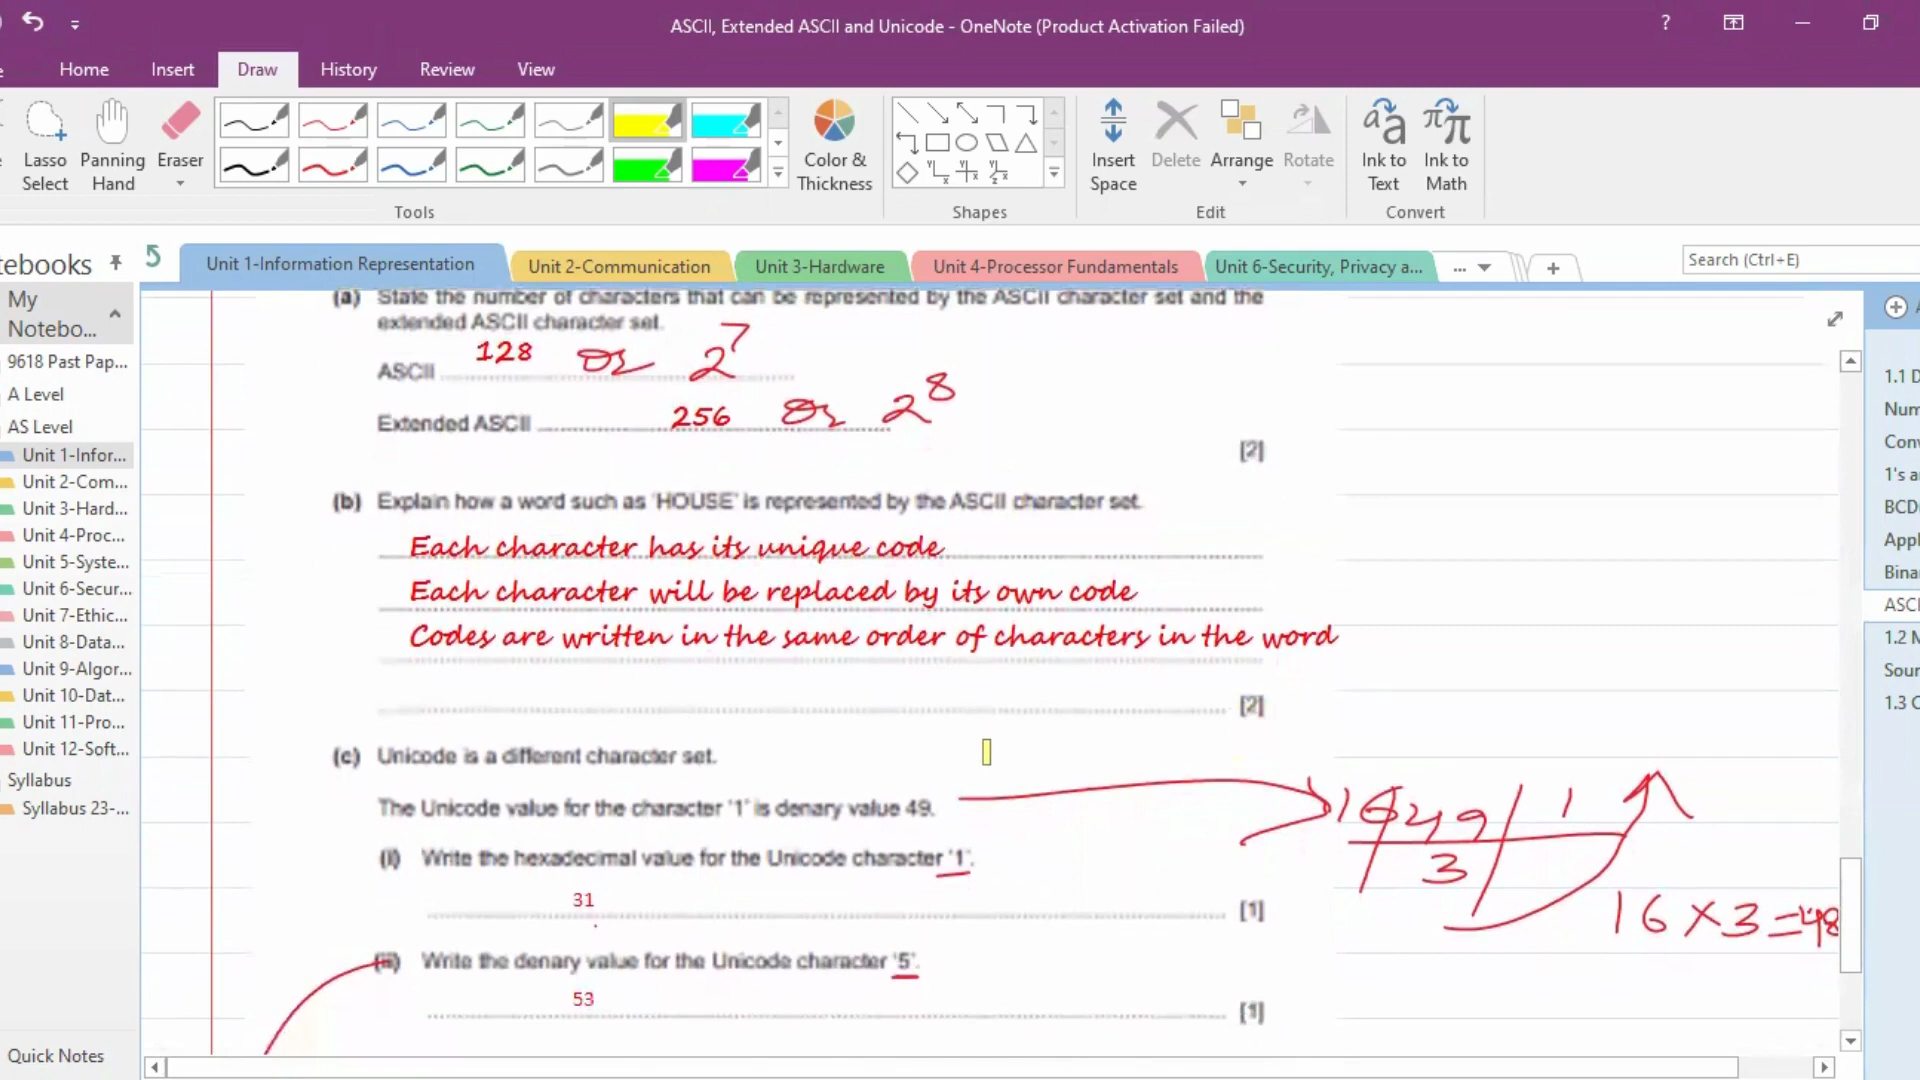 ASCII, Extended ASCII and Unicode - OneNote (Product Activation Failed)
?
Home Insert Draw History Review View
Lasso Select
Panning Hand
Eraser
Color & Thickness
Insert Space
Delete
Arrange
Rotate
Ink to Text
Ink to Math
Tools
Shapes
Edit
Convert
tebooks
Unit 1-Information Representation
Unit 2-Communication
Unit 3-Hardware
Unit 4-Processor Fundamentals
Unit 6-Security, Privacy a...
...
Search (Ctrl+E)
My Notebo...
9618 Past Pap...
A Level
AS Level
Unit 1-Infor...
Unit 2-Com...
Unit 3-Hard...
Unit 4-Proc...
Unit 5-Syste...
Unit 6-Secur...
Unit 7-Ethic...
Unit 8-Data...
Unit 9-Algor...
Unit 10-Dat...
Unit 11-Pro...
Unit 12-Soft...
Syllabus
Syllabus 23-...
Quick Notes
(a) State the number of characters that can be represented by the ASCII character set and the
extended ASCII character set.
ASCII 128 or 2^7
Extended ASCII 256 or 2^8
[2]
(b) Explain how a word such as 'HOUSE' is represented by the ASCII character set.
Each character has its unique code
Each character will be replaced by its own code
Codes are written in the same order of characters in the word
[2]
(c) Unicode is a different character set.
The Unicode value for the character '1' is denary value 49.
(i) Write the hexadecimal value for the Unicode character '1'.
31
[1]
(ii) Write the denary value for the Unicode character '5'.
53
[1]
16 49 1
3
16 × 3 = 48
1.1 D
Num
Conv
1's a
BCD
Appl
Binar
ASCI
1.2 M
Sour
1.3 C